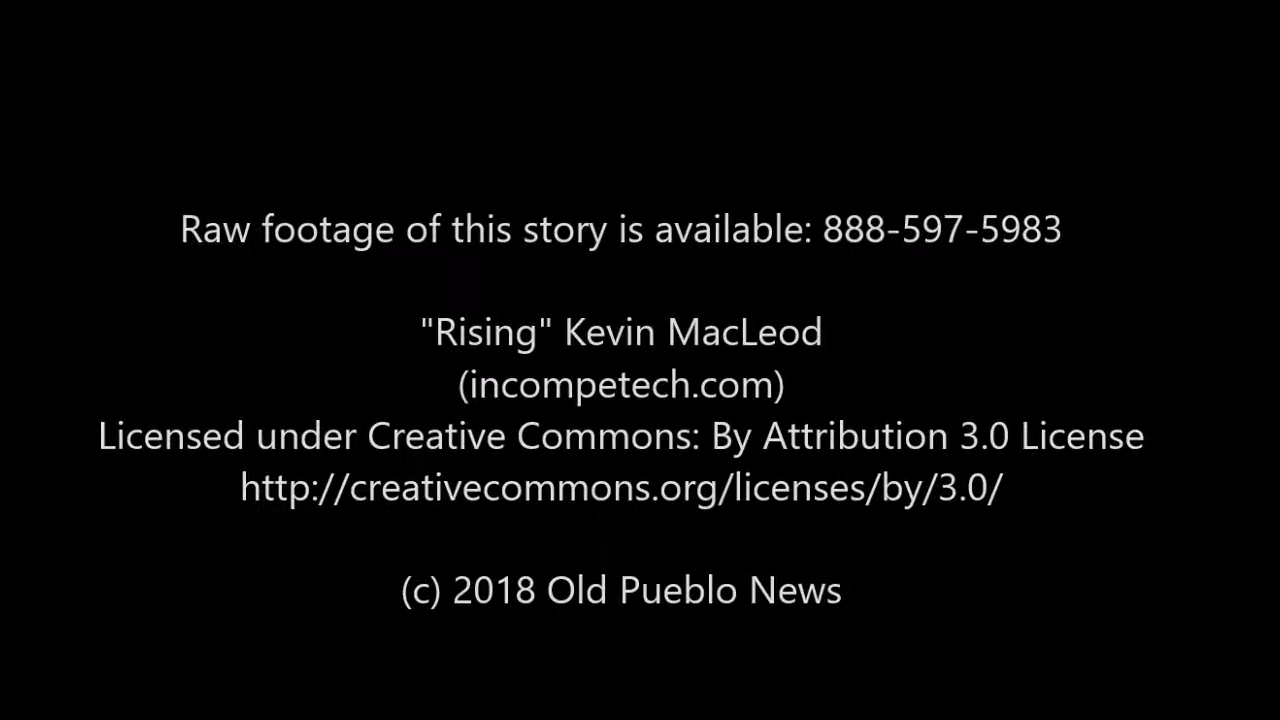 Raw footage of this story is available: 888-597-5983
"Rising" Kevin MacLeod
(incompetech.com)
Licensed under Creative Commons: By Attribution 3.0 License
http://creativecommons.org/licenses/by/3.0/
(c) 2018 Old Pueblo News